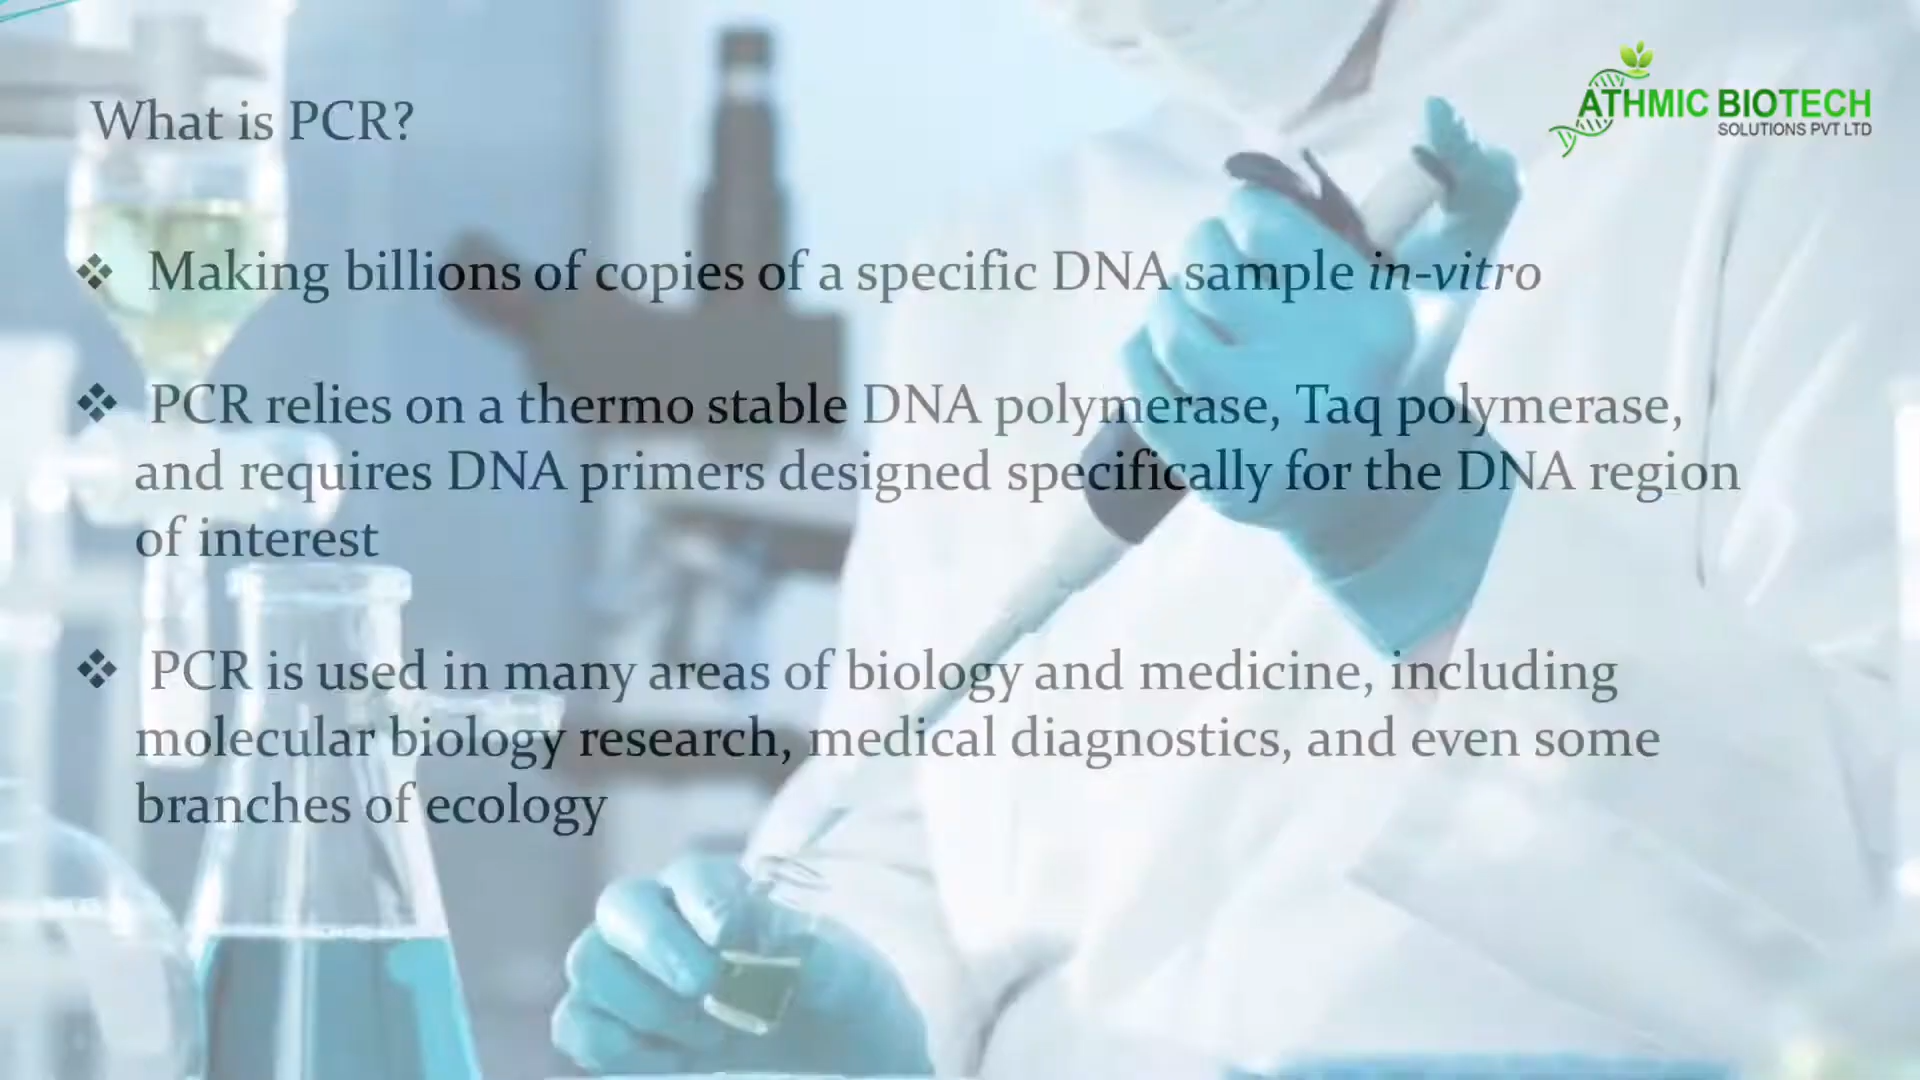 What is PCR?
ATHMIC BIOTECH
SOLUTIONS PVT LTD
❖ Making billions of copies of a specific DNA sample in-vitro
❖ PCR relies on a thermo stable DNA polymerase, Taq polymerase,
and requires DNA primers designed specifically for the DNA region
of interest
❖ PCR is used in many areas of biology and medicine, including
molecular biology research, medical diagnostics, and even some
branches of ecology